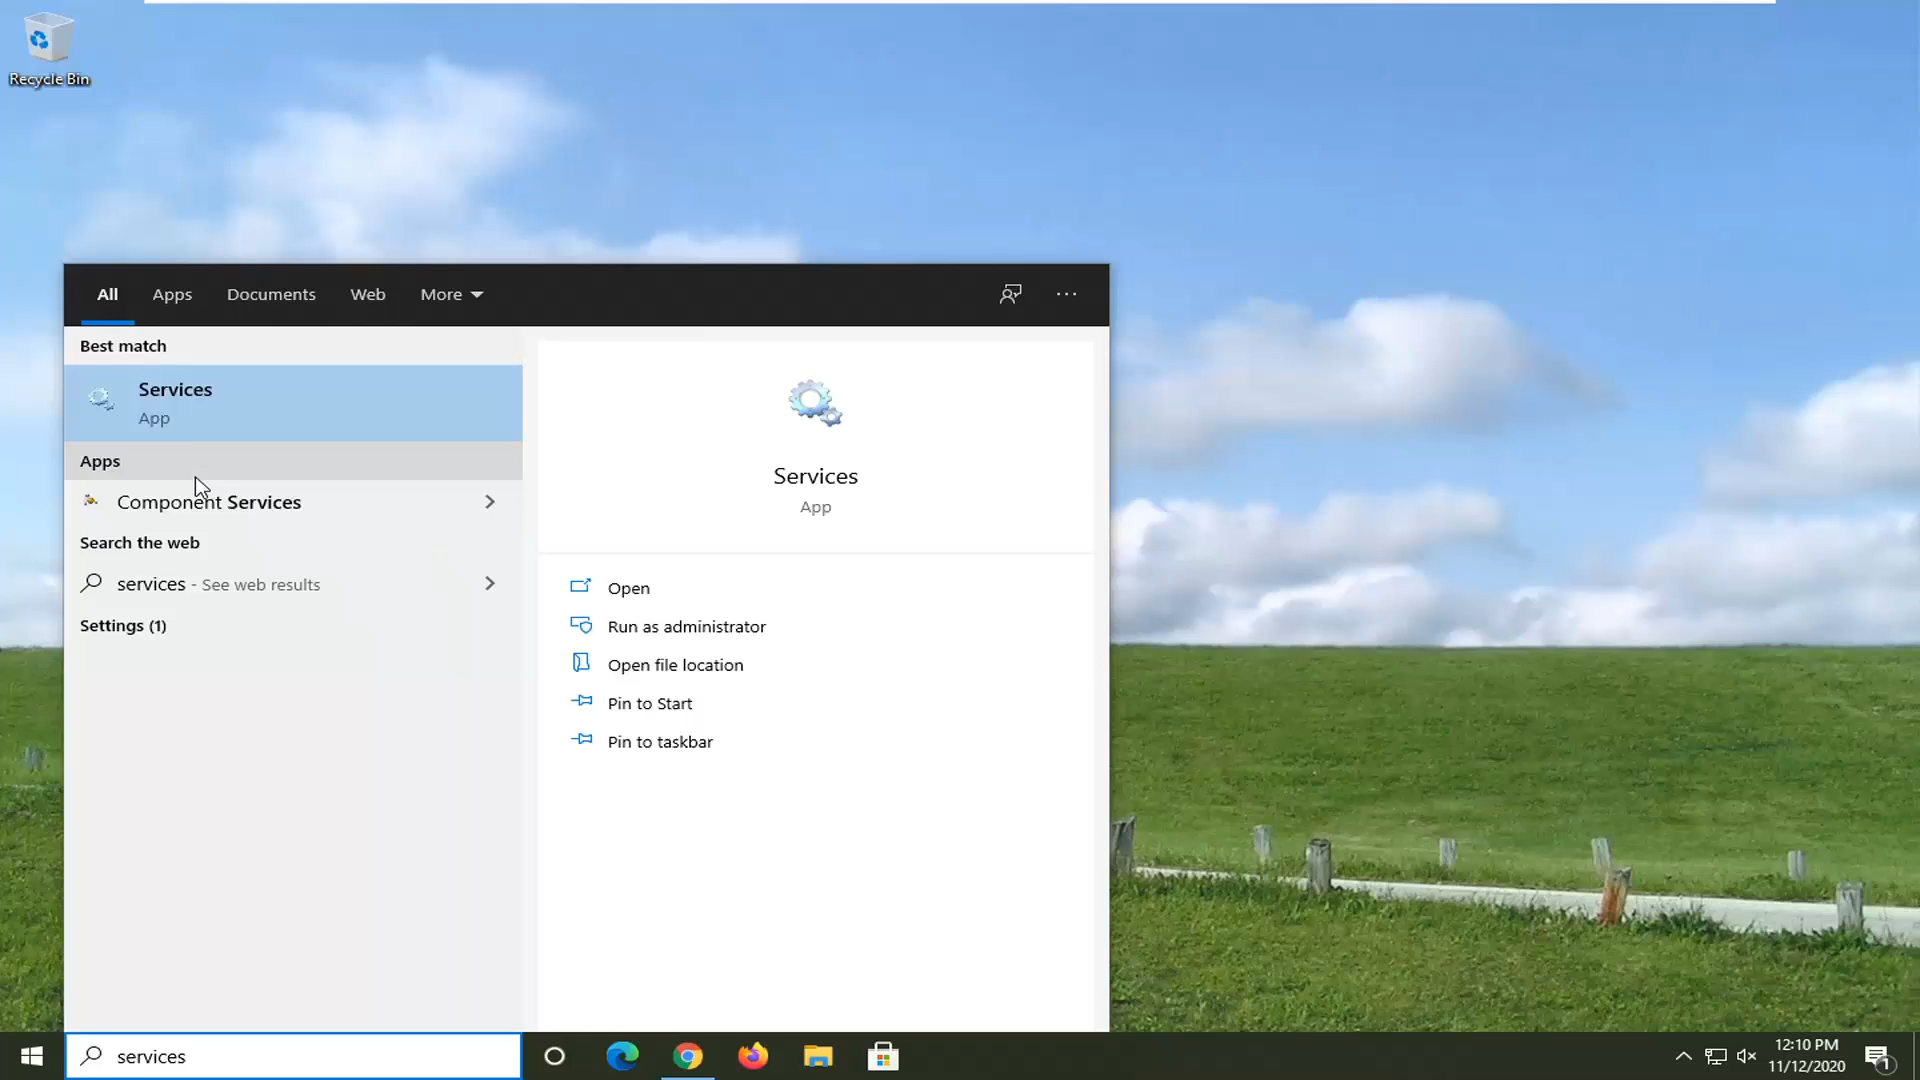 Recycle Bin
All Apps Documents Web More
Best match
Services
App
Apps
Component Services
Search the web
services - See web results
Settings (1)
Services
App
Open
Run as administrator
Open file location
Pin to Start
Pin to taskbar
services
12:10 PM
11/12/2020
1